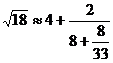 √18 ≈ 4 + 2/(8 + 8/33)